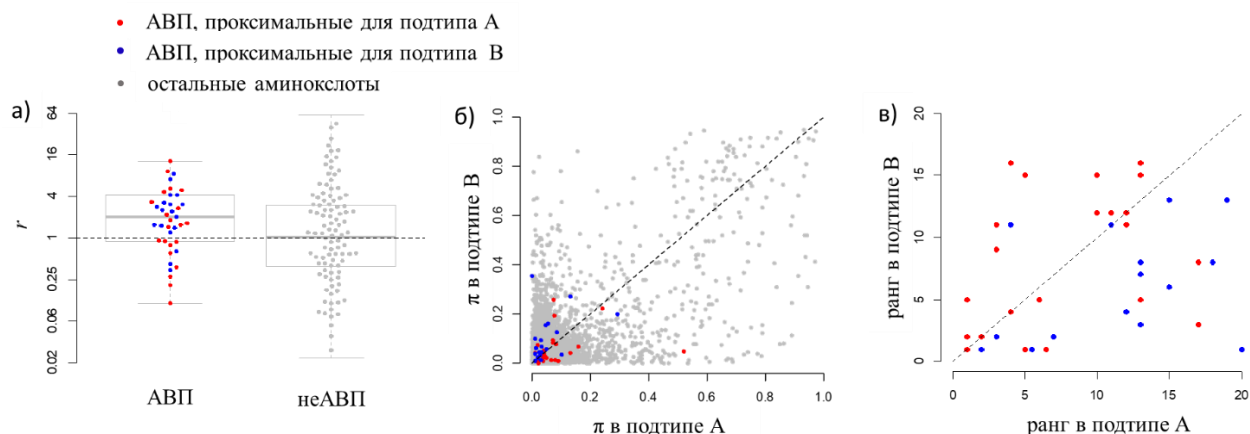 АВП, проксимальные для подтипа А
АВП, проксимальные для подтипа В
остальные аминокслоты
а)
64
16
4
1
0.25
0.06
0.02
r
АВП
неАВП
б)
1.0
0.8
0.6
0.4
0.2
0.0
π в подтипе В
0.0 0.2 0.4 0.6 0.8 1.0
π в подтипе А
в)
20
15
10
5
0
ранг в подтипе В
0 5 10 15 20
ранг в подтипе А